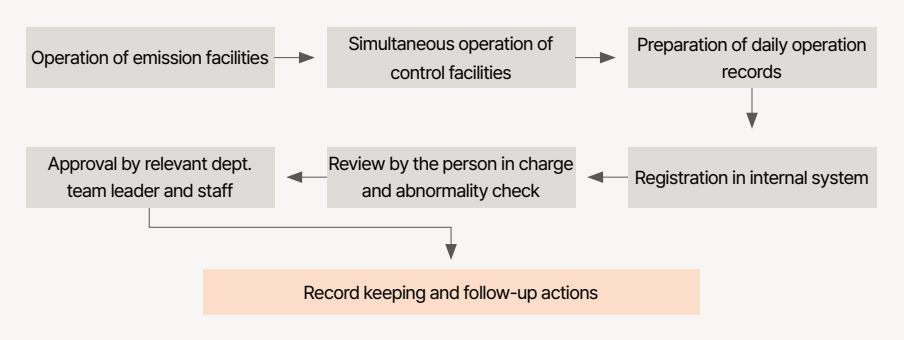 Operation of emission facilities
Simultaneous operation of
control facilities
Preparation of daily operation
records
Registration in internal system
Review by the person in charge
and abnormality check
Approval by relevant dept.
team leader and staff
Record keeping and follow-up actions